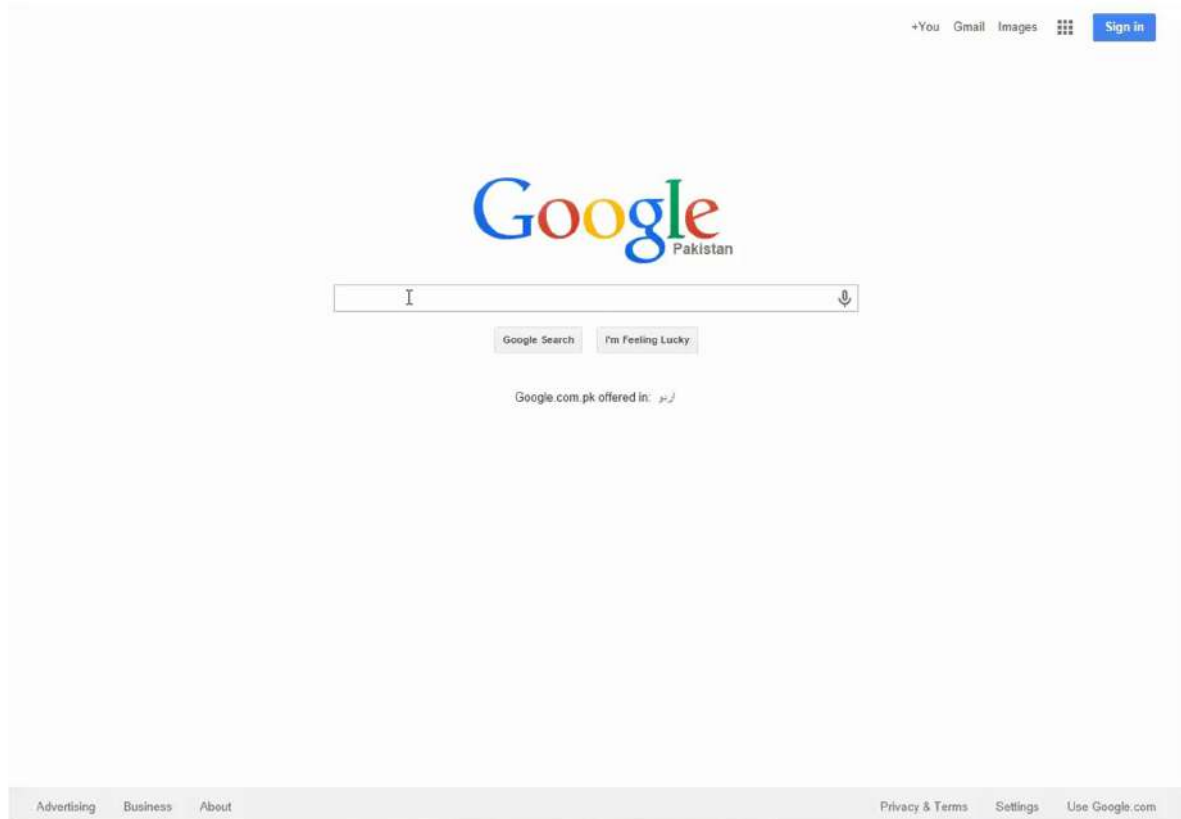 +You Gmail Images Sign in
Google
Pakistan
Google Search I'm Feeling Lucky
Google.com.pk offered in: اردو
Advertising Business About Privacy & Terms Settings Use Google.com